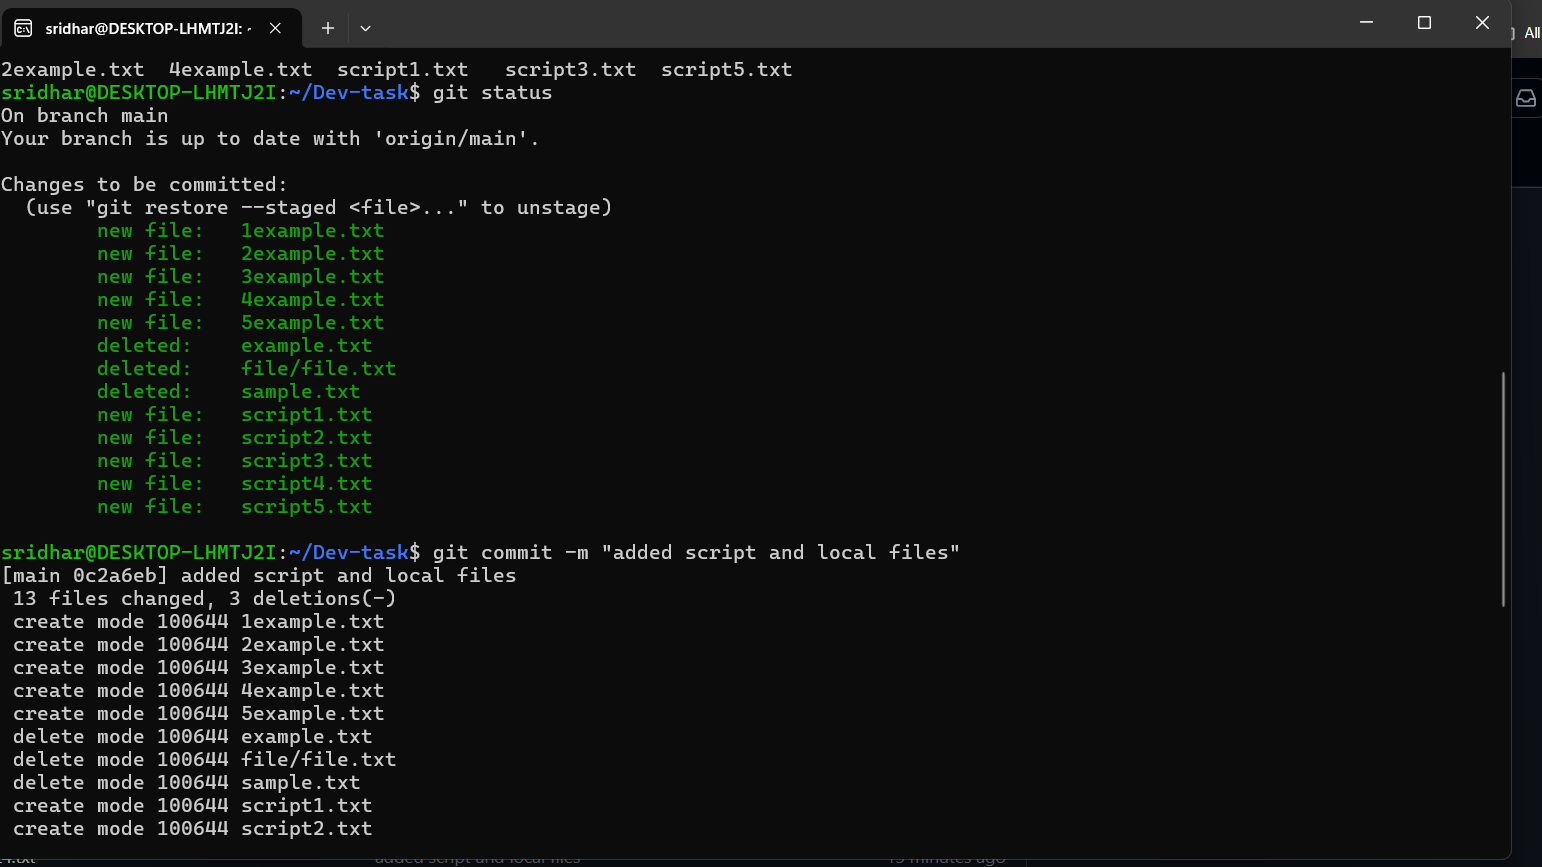 sridhar@DESKTOP-LHMTJ2I: ~
All
2example.txt  4example.txt  script1.txt   script3.txt  script5.txt
sridhar@DESKTOP-LHMTJ2I:~/Dev-task$ git status
On branch main
Your branch is up to date with 'origin/main'.
Changes to be committed:
  (use "git restore --staged <file>..." to unstage)
        new file:   1example.txt
        new file:   2example.txt
        new file:   3example.txt
        new file:   4example.txt
        new file:   5example.txt
        deleted:    example.txt
        deleted:    file/file.txt
        deleted:    sample.txt
        new file:   script1.txt
        new file:   script2.txt
        new file:   script3.txt
        new file:   script4.txt
        new file:   script5.txt
sridhar@DESKTOP-LHMTJ2I:~/Dev-task$ git commit -m "added script and local files"
[main 0c2a6eb] added script and local files
 13 files changed, 3 deletions(-)
 create mode 100644 1example.txt
 create mode 100644 2example.txt
 create mode 100644 3example.txt
 create mode 100644 4example.txt
 create mode 100644 5example.txt
 delete mode 100644 example.txt
 delete mode 100644 file/file.txt
 delete mode 100644 sample.txt
 create mode 100644 script1.txt
 create mode 100644 script2.txt
added script and local files minutes ago